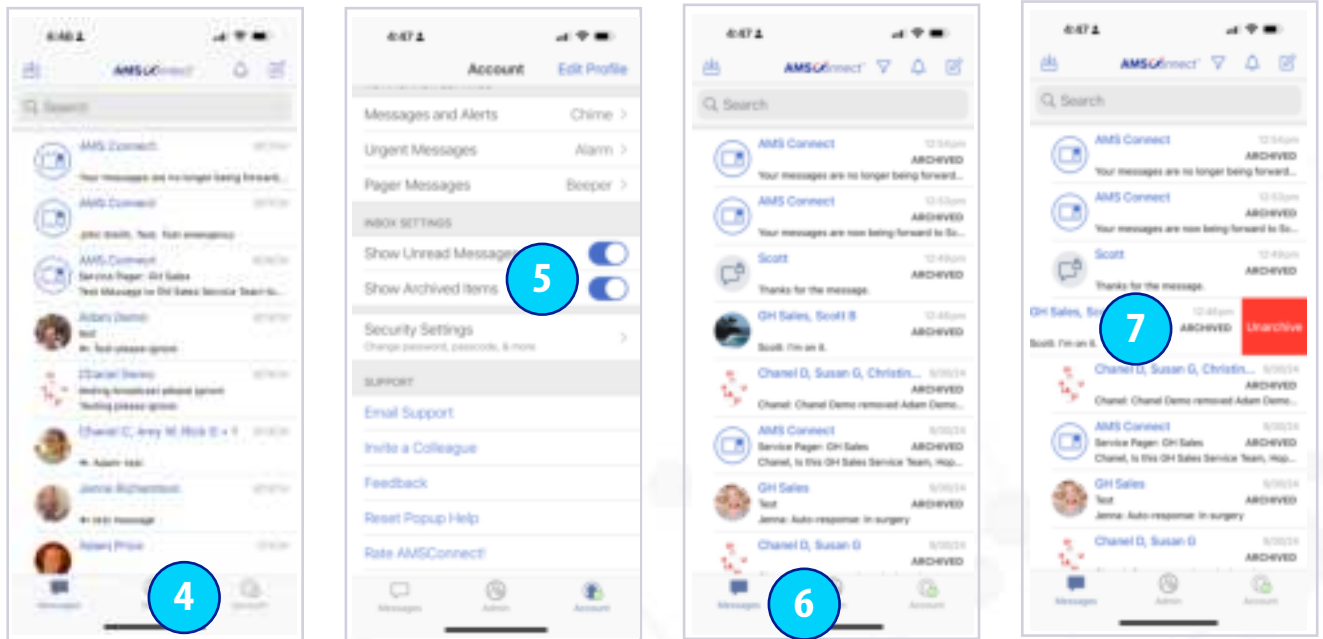 4:46
AMSConnect
Search
AMS Connect
Your messages are no longer being forward...
AMS Connect
John Smith, Test, Test emergency
AMS Connect
Service Pager: GH Sales
Test Message to GH Sales Service Team to...
Adam Demo
test
Test please ignore
Chanel Demo
testing broadcast please ignore
Testing please ignore
Adam test
Jenna Richardson
test message
Adam Price
Messages
Account
4
4:47
Account
Edit Profile
Messages and Alerts
Chime >
Urgent Messages
Alarm >
Pager Messages
Beeper >
INBOX SETTINGS
Show Unread Messages
Show Archived Items
5
Security Settings
>
Change password, passcode, & more
SUPPORT
Email Support
Invite a Colleague
Feedback
Reset Popup Help
Rate AMSConnect!
Messages
Admin
Account
4:47
AMSConnect
Search
AMS Connect
12:54pm
ARCHIVED
Your messages are no longer being forward...
AMS Connect
12:53pm
ARCHIVED
Your messages are now being forward to Sc...
Scott
12:49pm
ARCHIVED
Thanks for the message.
GH Sales, Scott B
12:46pm
ARCHIVED
Scott: I'm on it.
Chanel D, Susan G, Christin...
9/30/24
ARCHIVED
Chanel: Chanel Demo removed Adam Demo...
AMS Connect
9/30/24
Service Pager: GH Sales
ARCHIVED
Chanel, Is this GH Sales Service Team, Hop...
GH Sales
9/30/24
Test
ARCHIVED
Jenna: Auto-response: In surgery
Chanel D, Susan G
9/30/24
ARCHIVED
Messages
Account
6
4:47
AMSConnect
Search
AMS Connect
12:54pm
ARCHIVED
Your messages are no longer being forward...
AMS Connect
12:53pm
ARCHIVED
Your messages are now being forward to Sc...
Scott
12:49pm
ARCHIVED
Thanks for the message.
GH Sales, Sc
12:46pm
7
ARCHIVED
Unarchive
Scott: I'm on it.
Chanel D, Susan G, Christin...
9/30/24
ARCHIVED
Chanel: Chanel Demo removed Adam Demo...
AMS Connect
9/30/24
Service Pager: GH Sales
ARCHIVED
Chanel, Is this GH Sales Service Team, Hop...
GH Sales
9/30/24
Test
ARCHIVED
Jenna: Auto-response: In surgery
Chanel D, Susan G
9/30/24
ARCHIVED
Messages
Admin
Account